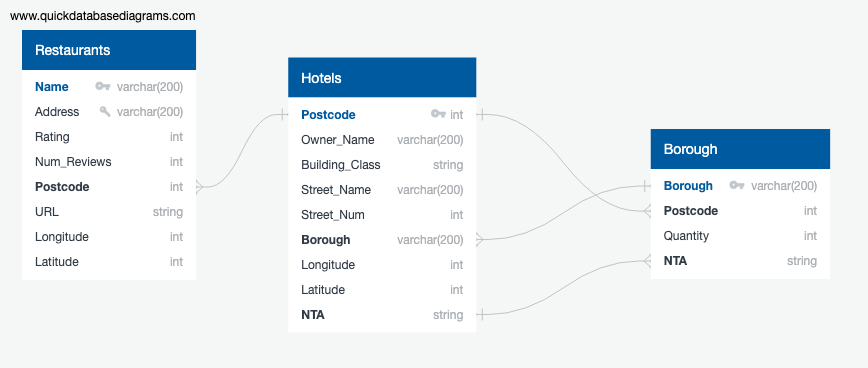 www.quickdatabasediagrams.com
Restaurants
Name varchar(200)
Address varchar(200)
Rating int
Num_Reviews int
Postcode int
URL string
Longitude int
Latitude int
Hotels
Postcode int
Owner_Name varchar(200)
Building_Class string
Street_Name varchar(200)
Street_Num int
Borough varchar(200)
Longitude int
Latitude int
NTA string
Borough
Borough varchar(200)
Postcode int
Quantity int
NTA string